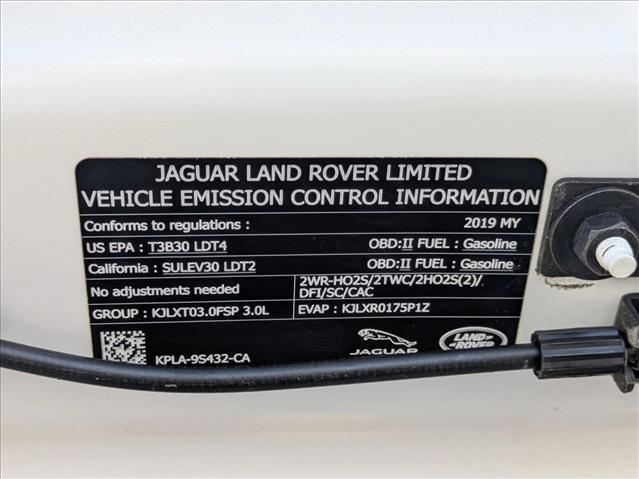 JAGUAR LAND ROVER LIMITED
VEHICLE EMISSION CONTROL INFORMATION
Conforms to regulations : 2019 MY
US EPA : T3B30 LDT4 OBD:II FUEL : Gasoline
California : SULEV30 LDT2 OBD:II FUEL : Gasoline
No adjustments needed 2WR-HO2S/2TWC/2HO2S(2)/
DFI/SC/CAC
GROUP : KJLXT03.0FSP 3.0L EVAP : KJLXR0175P1Z
KPLA-9S432-CA
JAGUAR
LAND
ROVER